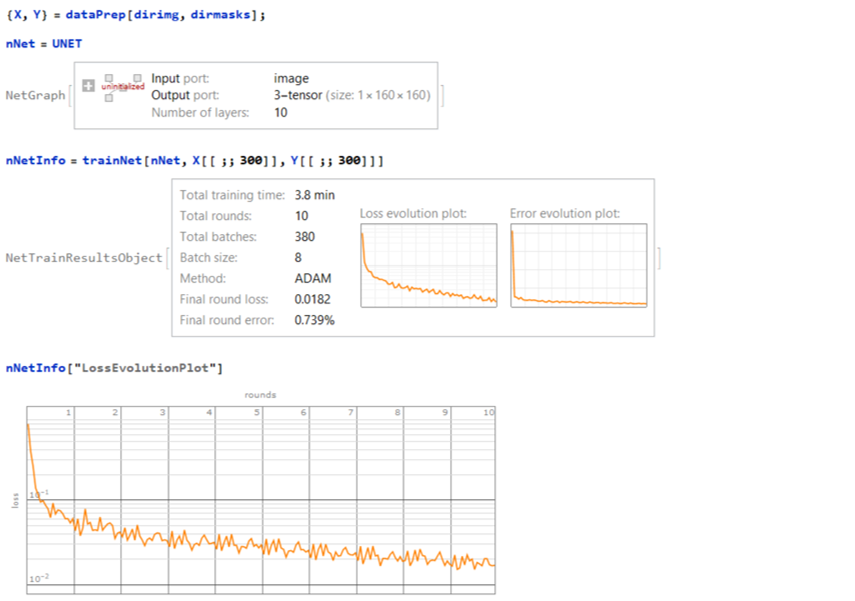 {X, Y} = dataPrep[dirimg, dirmasks];
nNet = UNET
NetGraph[
uninitialized
Input port: image
Output port: 3-tensor (size: 1×160×160)
Number of layers: 10
]
nNetInfo = trainNet[nNet, X[[ ;; 300]], Y[[ ;; 300]]]
NetTrainResultsObject[
Total training time: 3.8 min
Total rounds: 10
Total batches: 380
Batch size: 8
Method: ADAM
Final round loss: 0.0182
Final round error: 0.739%
Loss evolution plot:
Error evolution plot:
]
nNetInfo["LossEvolutionPlot"]
rounds
1 2 3 4 5 6 7 8 9 10
loss
10⁻¹
10⁻²